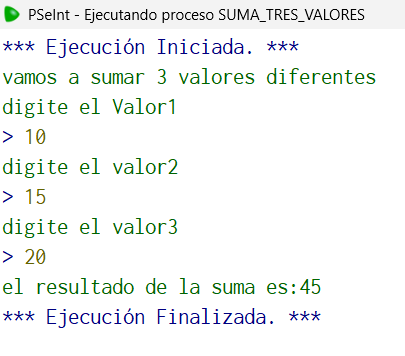 PSeInt - Ejecutando proceso SUMA_TRES_VALORES
*** Ejecución Iniciada. ***
vamos a sumar 3 valores diferentes
digite el Valor1
> 10
digite el valor2
> 15
digite el valor3
> 20
el resultado de la suma es:45
*** Ejecución Finalizada. ***